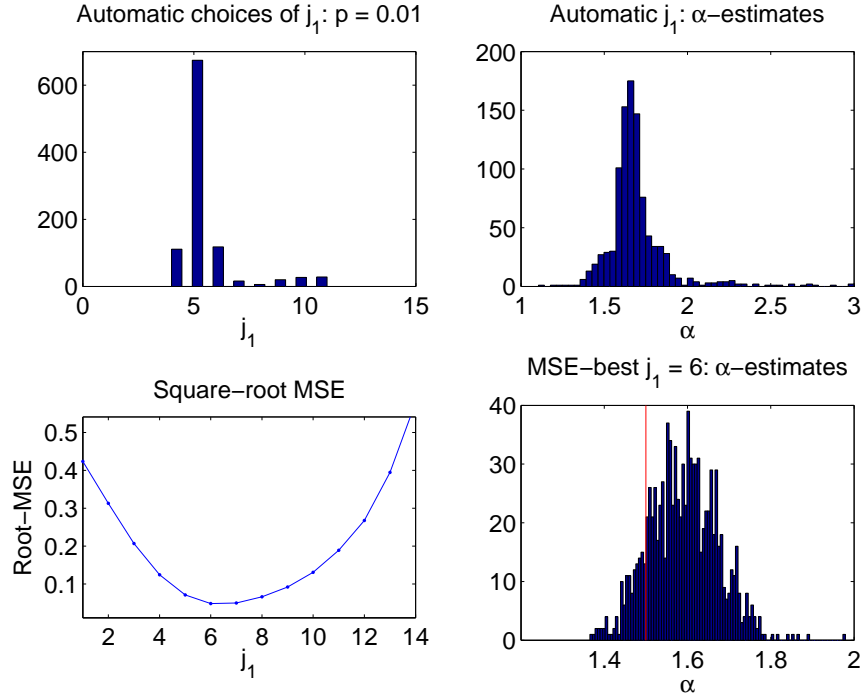 Automatic choices of j₁: p = 0.01
600
400
200
0
0 5 10 15
j₁
Automatic j₁: α−estimates
200
150
100
50
0
1 1.5 2 2.5 3
α
Square−root MSE
Root−MSE
0.5
0.4
0.3
0.2
0.1
2 4 6 8 10 12 14
j₁
MSE−best j₁ = 6: α−estimates
40
30
20
10
0
1.4 1.6 1.8 2
α